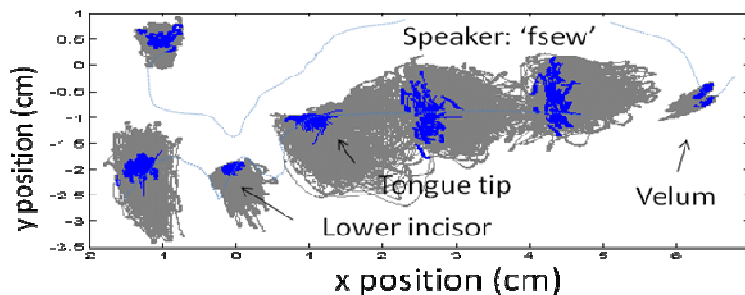 1
0.5
0
-0.5
-1
-1.5
-2
-2.5
-3
-3.5
y position (cm)
Speaker: ‘fsew’
Tongue tip
Velum
Lower incisor
2 -1 0 1 2 3 4 5 6
x position (cm)